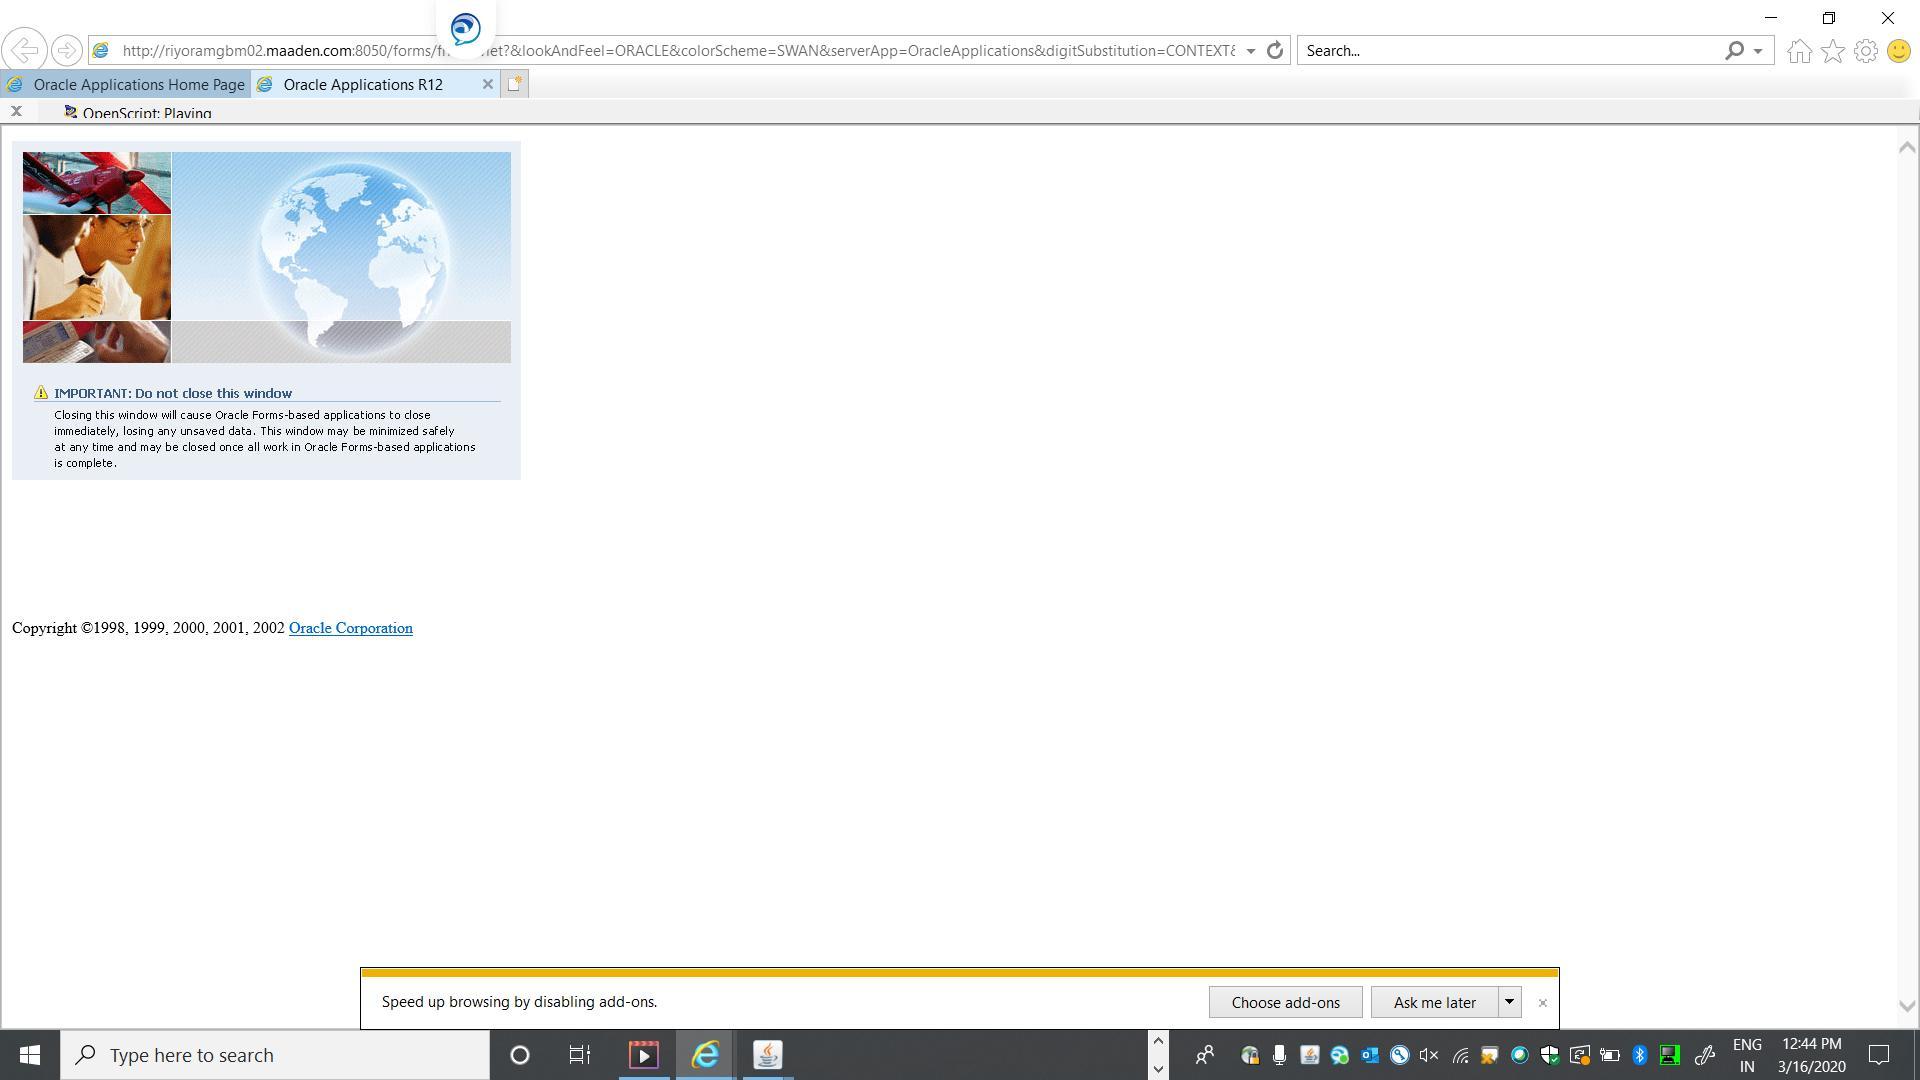 http://riyoramgbm02.maaden.com:8050/forms/f net?&lookAndFeel=ORACLE&colorScheme=SWAN&serverApp=OracleApplications&digitSubstitution=CONTEXT&
Search...
Oracle Applications Home Page
Oracle Applications R12
OpenScript: Playing
IMPORTANT: Do not close this window
Closing this window will cause Oracle Forms-based applications to close
immediately, losing any unsaved data. This window may be minimized safely
at any time and may be closed once all work in Oracle Forms-based applications
is complete.
Copyright ©1998, 1999, 2000, 2001, 2002 Oracle Corporation
Speed up browsing by disabling add-ons.
Choose add-ons
Ask me later
Type here to search
ENG
IN
12:44 PM
3/16/2020